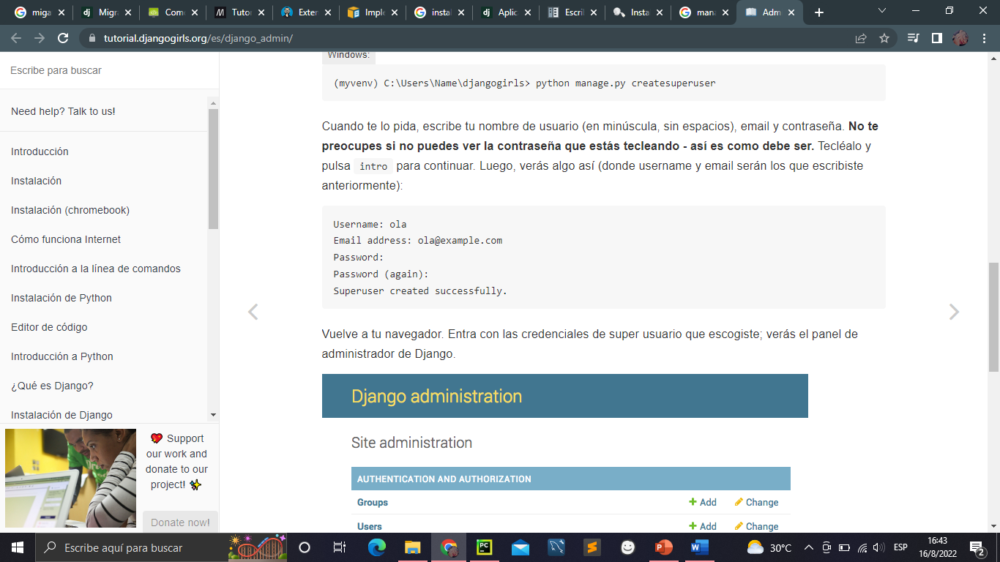 miga
Migra
Com
Tutor
Exter
Imple
instal
Aplic
Escril
Insta
mana
Adm
tutorial.djangogirls.org/es/django_admin/
Escribe para buscar
Need help? Talk to us!
Introducción
Instalación
Instalación (chromebook)
Cómo funciona Internet
Introducción a la línea de comandos
Instalación de Python
Editor de código
Introducción a Python
¿Qué es Django?
Instalación de Django
Support
our work and
donate to our
project!
Donate now!
Windows:
(myvenv) C:\Users\Name\djangogirls> python manage.py createsuperuser
Cuando te lo pida, escribe tu nombre de usuario (en minúscula, sin espacios), email y contraseña. No te
preocupes si no puedes ver la contraseña que estás tecleando - así es como debe ser. Tecléalo y
pulsa intro para continuar. Luego, verás algo así (donde username y email serán los que escribiste
anteriormente):
Username: ola
Email address: ola@example.com
Password:
Password (again):
Superuser created successfully.
Vuelve a tu navegador. Entra con las credenciales de super usuario que escogiste; verás el panel de
administrador de Django.
Django administration
Site administration
AUTHENTICATION AND AUTHORIZATION
Groups Add Change
Users Add Change
Escribe aquí para buscar
30°C
ESP
16:43
16/8/2022
2